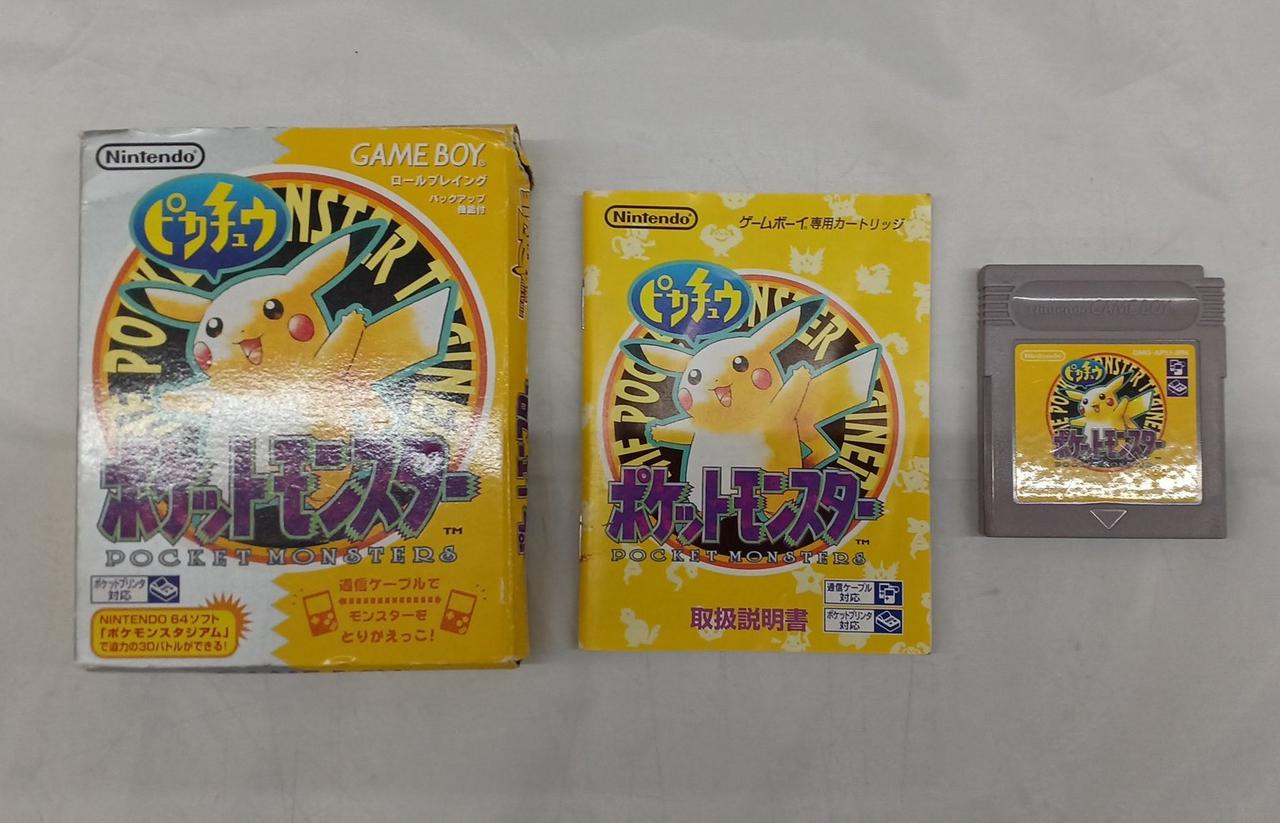 Nintendo
GAME BOY
ロールプレイング
バックアップ
機能付
ピカチュウ
ポケットモンスター
TM
POCKET MONSTERS
ポケットプリンタ
対応
NINTENDO 64ソフト
「ポケモンスタジアム」
で迫力の3Dバトルができる!
通信ケーブルで
モンスターを
とりかえっこ!
Nintendo
ゲームボーイ®専用カートリッジ
ピカチュウ
ポケットモンスター
TM
POCKET MONSTERS
取扱説明書
通信ケーブル
対応
ポケットプリンタ
対応
Nintendo GAME BOY
Nintendo
DMG-APSJ-JPN
ピカチュウ
ポケットモンスター
POCKET MONSTERS